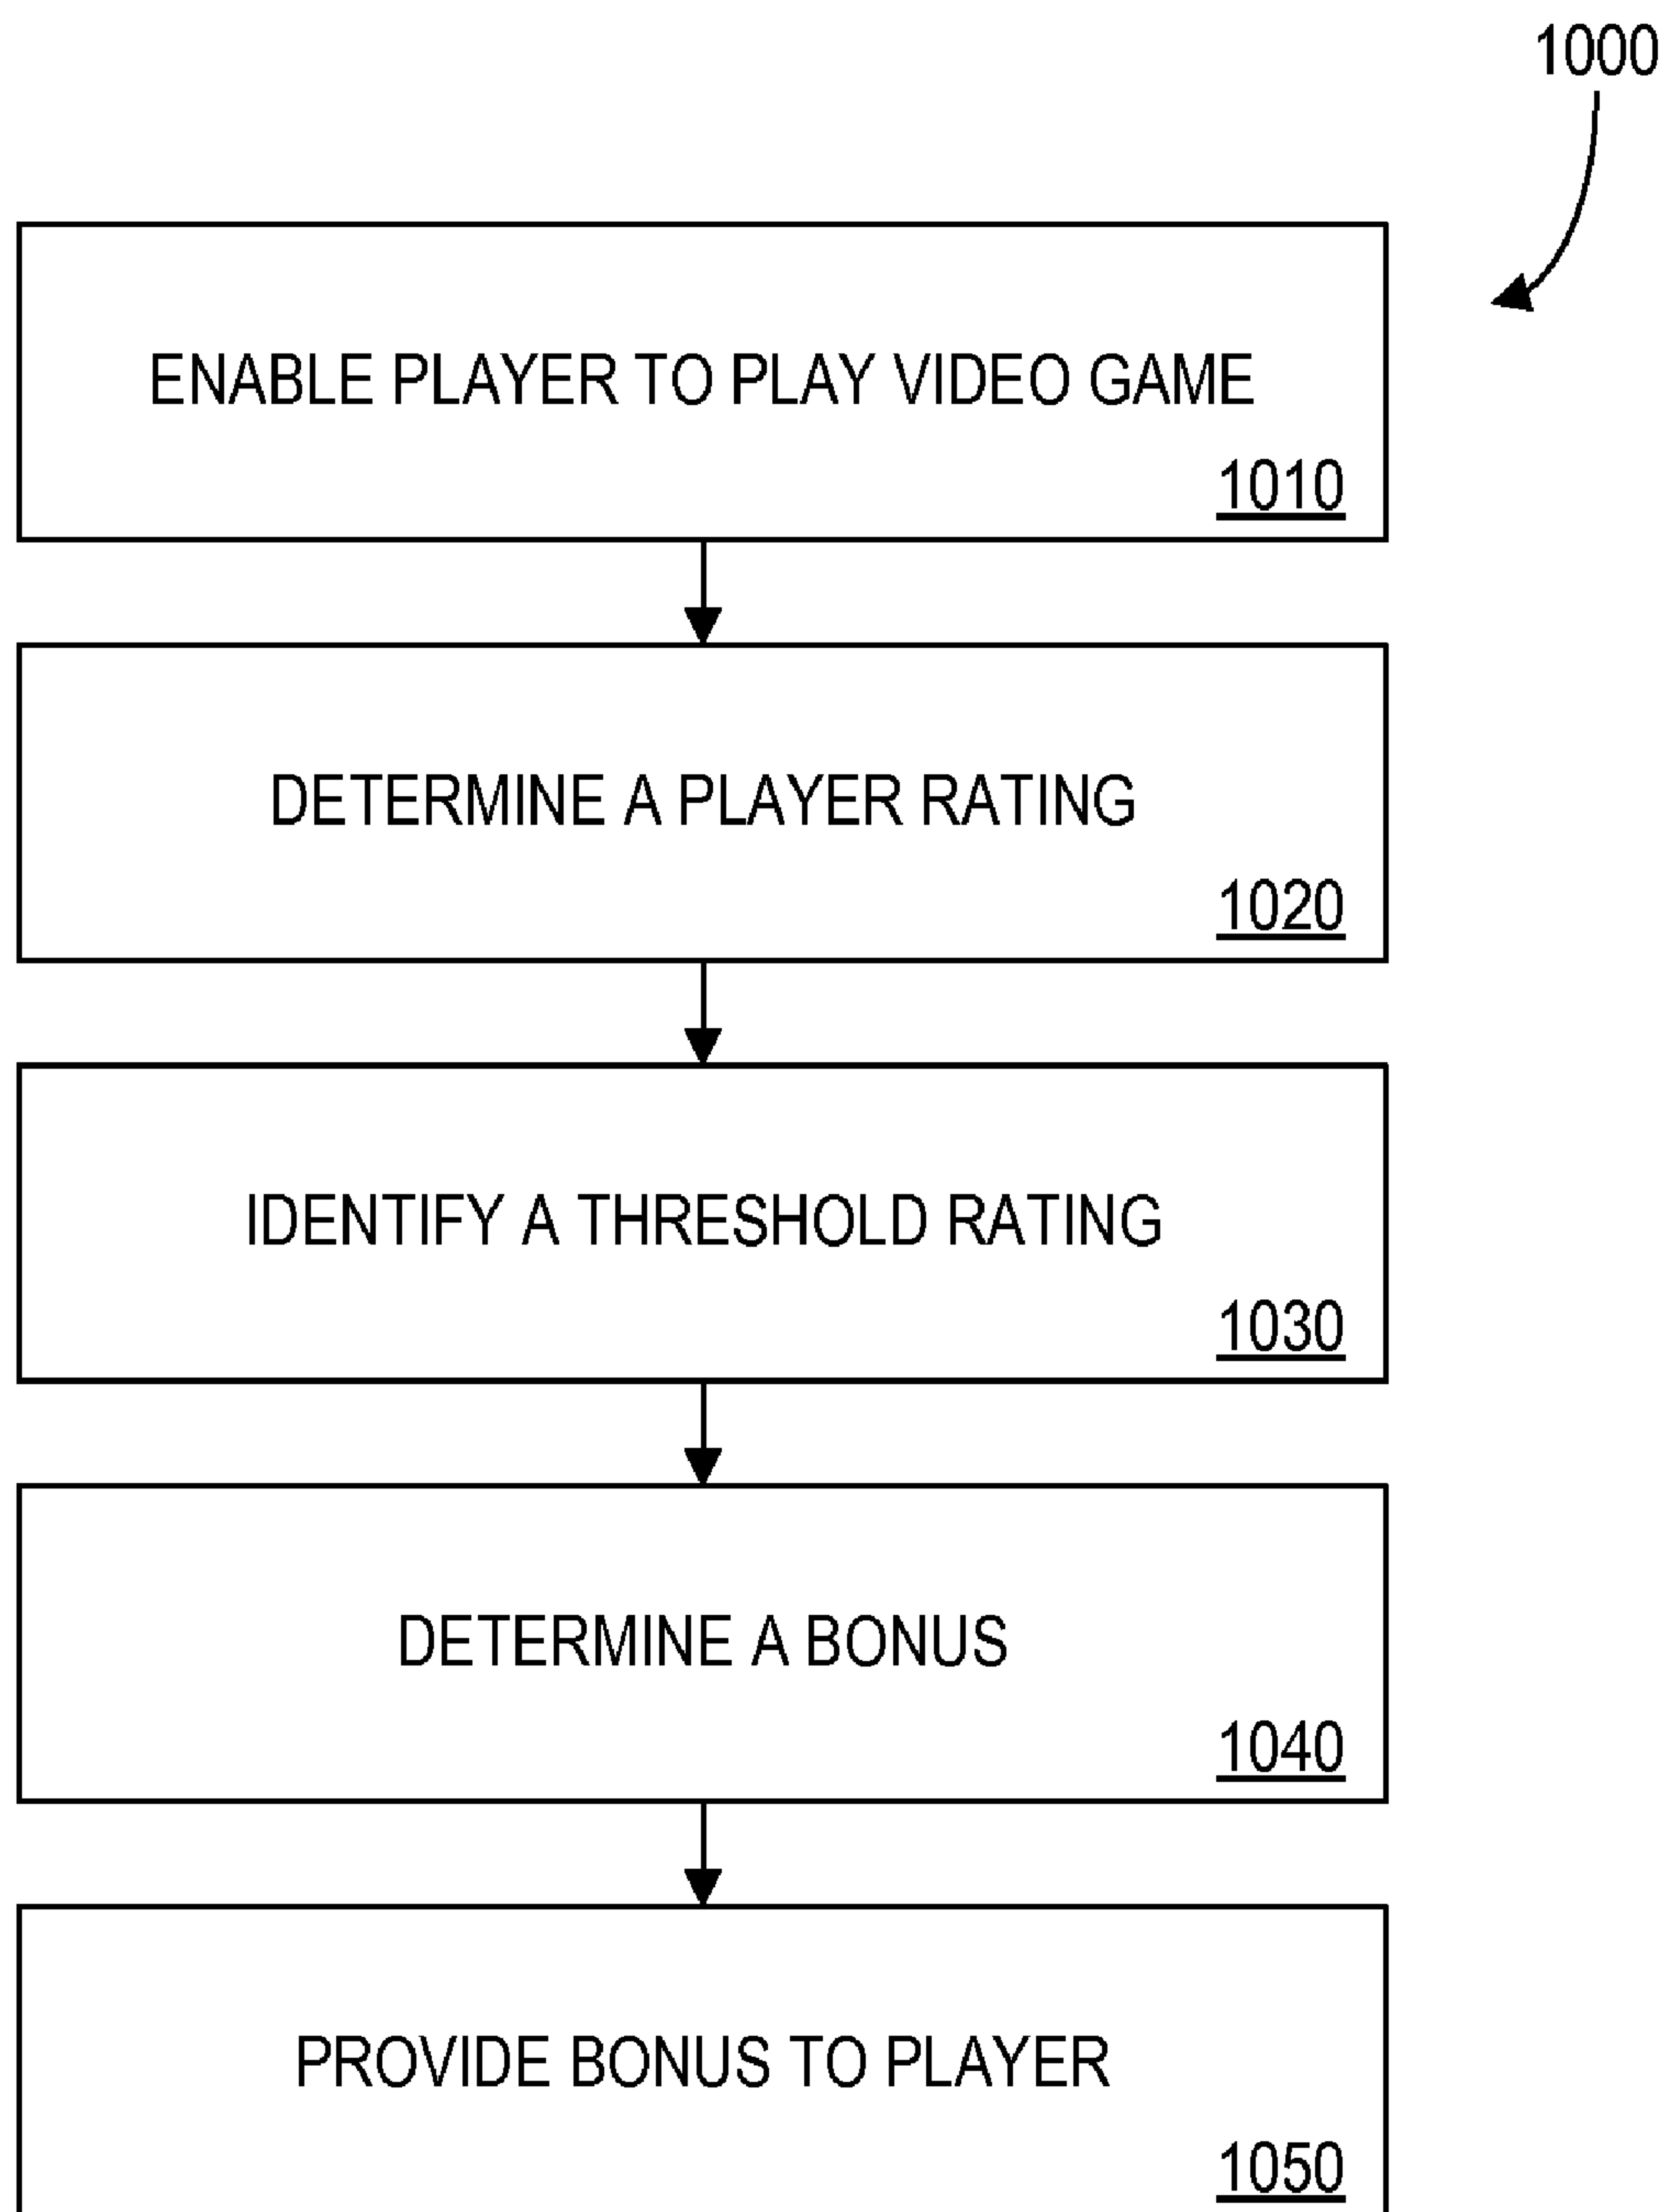 1000
ENABLE PLAYER TO PLAY VIDEO GAME
1010
DETERMINE A PLAYER RATING
1020
IDENTIFY A THRESHOLD RATING
1030
DETERMINE A BONUS
1040
PROVIDE BONUS TO PLAYER
1050